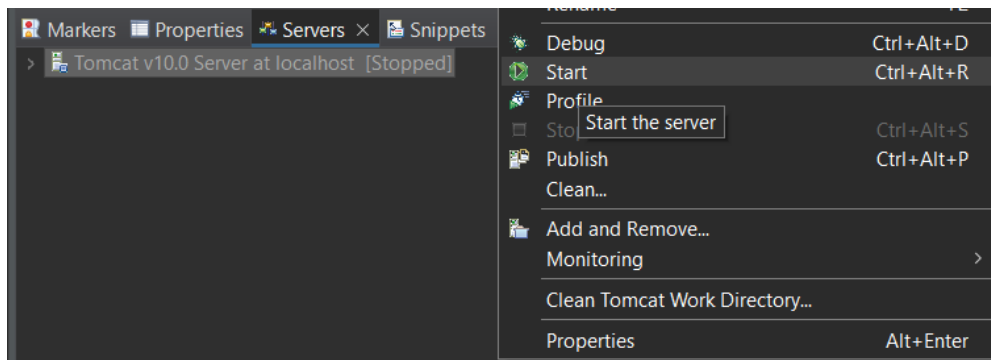 Markers Properties Servers Snippets
Tomcat v10.0 Server at localhost [Stopped]
Debug Ctrl+Alt+D
Start Ctrl+Alt+R
Profile
Start the server
Ctrl+Alt+S
Publish Ctrl+Alt+P
Clean...
Add and Remove...
Monitoring
Clean Tomcat Work Directory...
Properties Alt+Enter